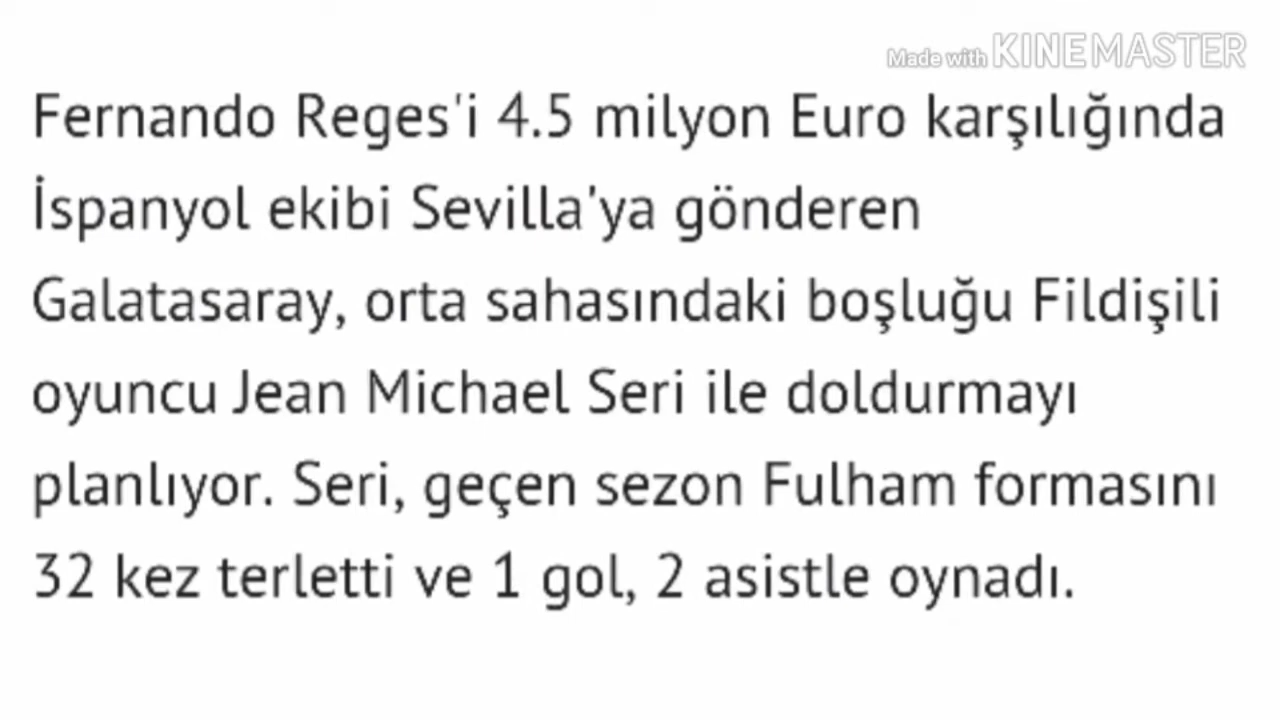 Made with KINEMASTER
Fernando Reges'i 4.5 milyon Euro karşılığında
İspanyol ekibi Sevilla'ya gönderen
Galatasaray, orta sahasındaki boşluğu Fildişili
oyuncu Jean Michael Seri ile doldurmayı
planlıyor. Seri, geçen sezon Fulham formasını
32 kez terletti ve 1 gol, 2 asistle oynadı.